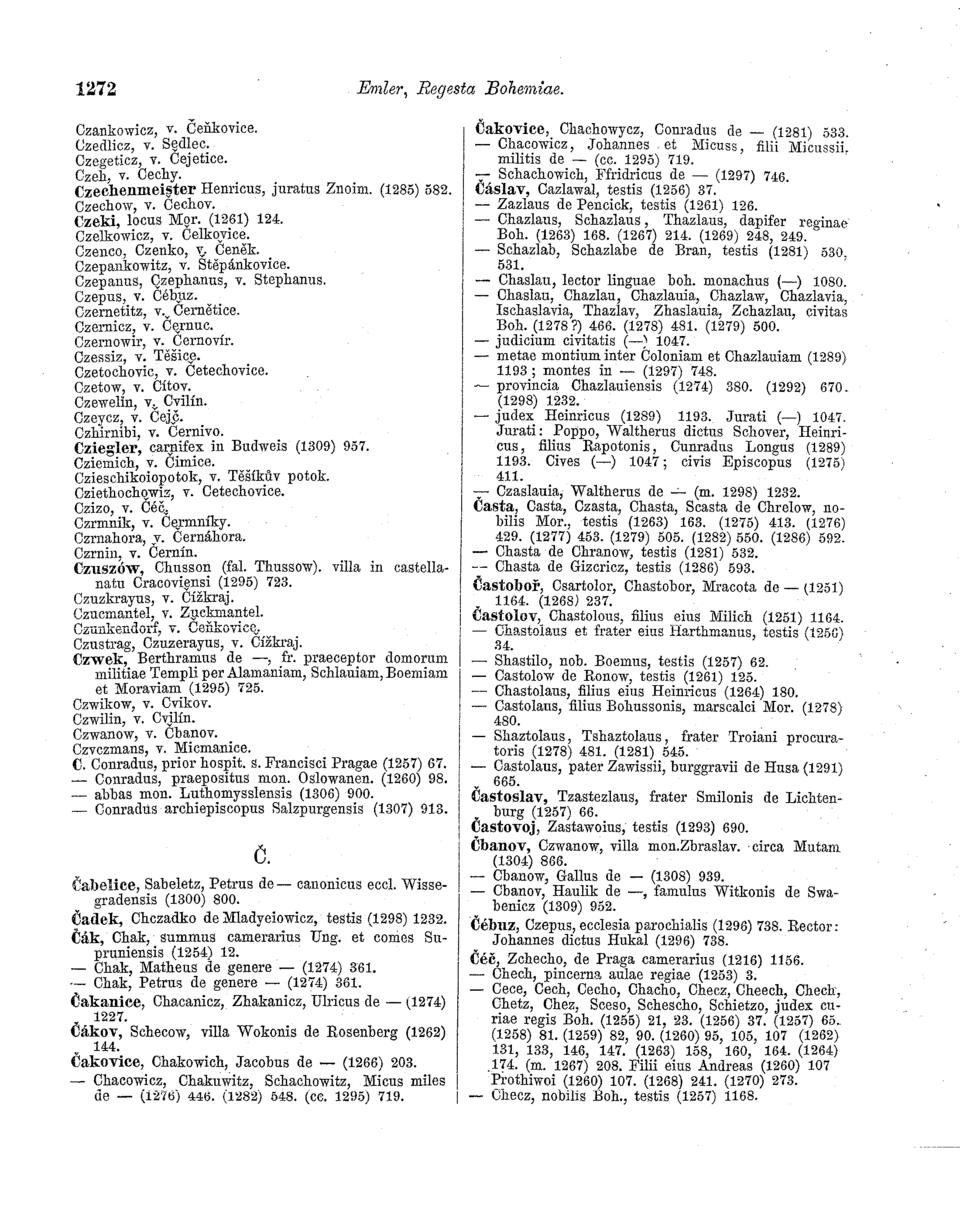 1272
Emler, Regesta Bohemiae.
Czankowicz, v. Čeňkovice.
Czedlicz, v. Sedlec.
Czegeticz, v. Čejetice.
Czeh, v. Čechy.
Czechenmeister Henricus, juratus Znoim. (1285) 582.
Czechow, v. Čechov.
Czeki, locus Mor. (1261) 124.
Czelkowicz, v. Čelkovice.
Czenco, Czenko, v. Čeněk.
Czepankowitz, v. Štěpánkovice.
Czepanus, Czephanus, v. Stephanus.
Czepus, v. Čébuz.
Czernetitz, v. Černětice.
Czernicz, v. Černuc.
Czernowir, v. Černovír.
Czessiz, v. Těšice.
Czetochovic, v. Četechovice.
Czetow, v. Cítov.
Czewelin, v. Cvilín.
Czeycz, v. Čejč.
Czhirnibi, v. Černivo.
Cziegler, carnifex in Budweis (1309) 957.
Cziemich, v. Čimice.
Czieschikoiopotok, v. Těšíkův potok.
Cziethochowiz, v. Cetechovice.
Czizo, v. Čéč.
Czrmnik, v. Čermníky.
Czrnahora, v. Černáhora.
Czrnin, v. Černín.
Czuszów, Chusson (fal. Thussow). villa in castella-
natu Cracoviensi (1295) 723.
Czuzkrayus, v. Čížkraj.
Czucmantel, v. Zuckmantel.
Czunkendorf, v. Čeňkovice.
Czustrag, Czuzerayus, v. Čížkraj.
Czwek, Berthramus de —, fr. praeceptor domorum
militiae Templi per Alamaniam, Schlauiam, Boemiam
et Moraviam (1295) 725.
Czwikow, v. Cvikov.
Czwilin, v. Cvilín.
Czwanow, v. Čbanov.
Czyczmans, v. Micmanice.
C. Conradus, prior hospit. s. Francisci Pragae (1257) 67.
— Conradus, praepositus mon. Oslowanen. (1260) 98.
— abbas mon. Luthomysslensis (1306) 900.
— Conradus archiepiscopus Salzpurgensis (1307) 913.
Č.
Čabelice, Sabeletz, Petrus de — canonicus eccl. Wisse-
gradensis (1300) 800.
Čadek, Chczadko de Mladyeiowicz, testis (1298) 1232.
Čák, Chak, summus camerarius Ung. et comes Su-
pruniensis (1254) 12.
— Chak, Matheus de genere — (1274) 361.
— Chak, Petrus de genere — (1274) 361.
Čakanice, Chacanicz, Zhakanicz, Ulricus de — (1274)
1227.
Čákov, Schecow, villa Wokonis de Rosenberg (1262)
144.
Čakovice, Chakowich, Jacobus de — (1266) 203.
— Chacowicz, Chakuwitz, Schachowitz, Micus miles
de — (1276) 446. (1282) 548. (cc. 1295) 719.
Čakovice, Chachowycz, Conradus de — (1281) 533.
— Chacowicz, Johannes et Micuss, filii Micussii,
militis de — (cc. 1295) 719.
— Schachowich, Ffridricus de — (1297) 746.
Čáslav, Cazlawal, testis (1256) 37.
— Zazlaus de Pencick, testis (1261) 126.
— Chazlaus, Schazlaus, Thazlaus, dapifer reginae
Boh. (1263) 168. (1267) 214. (1269) 248, 249.
— Schazlab, Schazlabe de Bran, testis (1281) 530,
531.
— Chaslau, lector linguae boh. monachus (—) 1080.
— Chaslau, Chazlau, Chazlauia, Chazlaw, Chazlavia,
Ischaslavia, Thazlav, Zhaslauia, Zchazlau, civitas
Boh. (1278 ?) 466. (1278) 481. (1279) 500.
— judicium civitatis (—) 1047.
— metae montium inter Coloniam et Chazlauiam (1289)
1193; montes in — (1297) 748.
— provincia Chazlauiensis (1274) 380. (1292) 670.
(1298) 1232.
— judex Heinricus (1289) 1193. Jurati (—) 1047.
Jurati: Poppo, Waltherus dictus Schover, Heinri-
cus, filius Rapotonis, Cunradus Longus (1289)
1193. Cives (—) 1047; civis Episcopus (1275)
411.
— Czaslauia, Waltherus de — (m. 1298) 1232.
Časta, Casta, Czasta, Chasta, Scasta de Chrelow, no-
bilis Mor., testis (1263) 163. (1275) 413. (1276)
429. (1277) 453. (1279) 505. (1282) 550. (1286) 592.
— Chasta de Chranow, testis (1281) 532.
— Chasta de Gizcricz, testis (1286) 593.
Častoboř, Csartolor, Chastobor, Mracota de — (1251)
1164. (1268) 237.
Častolov, Chastolous, filius eius Milich (1251) 1164.
— Chastolaus et frater eius Harthmanus, testis (1256)
34.
— Shastilo, nob. Boemus, testis (1257) 62.
— Castolow de Ronow, testis (1261) 125.
— Chastolaus, filius eius Heinricus (1264) 180.
— Castolaus, filius Bohussonis, marscalci Mor. (1278)
480.
— Shaztolaus, Tshaztolaus, frater Troiani procura-
toris (1278) 481. (1281) 545.
— Castolaus, pater Zawissii, burggravii de Husa (1291)
665.
Častoslav, Tzastezlaus, frater Smilonis de Lichten-
burg (1257) 66.
Častovoj, Zastawoius, testis (1293) 690.
Čbanov, Czwanow, villa mon. Zbraslav. circa Mutam
(1304) 866.
— Cbanow, Gallus de — (1308) 939.
— Cbanov, Haulik de —, famulus Witkonis de Swa-
benicz (1309) 952.
Čébuz, Czepus, ecclesia parochialis (1296) 738. Rector:
Johannes dictus Hukal (1296) 738.
Čéč, Zchecho, de Praga camerarius (1216) 1156.
— Chech, pincerna aulae regiae (1253) 3.
— Cece, Cech, Cecho, Chacho, Checz, Cheech, Chech,
Chetz, Chez, Sceso, Schescho, Schietzo, judex cu-
riae regis Boh. (1255) 21, 23. (1256) 37. (1257) 65.
(1258) 81. (1259) 82, 90. (1260) 95, 105, 107 (1262)
131, 133, 146, 147. (1263) 158, 160, 164. (1264)
174. (m. 1267) 208. Filii eius Andreas (1260) 107
Prothiwoi (1260) 107. (1268) 241. (1270) 273.
— Checz, nobilis Boh., testis (1257) 1168.